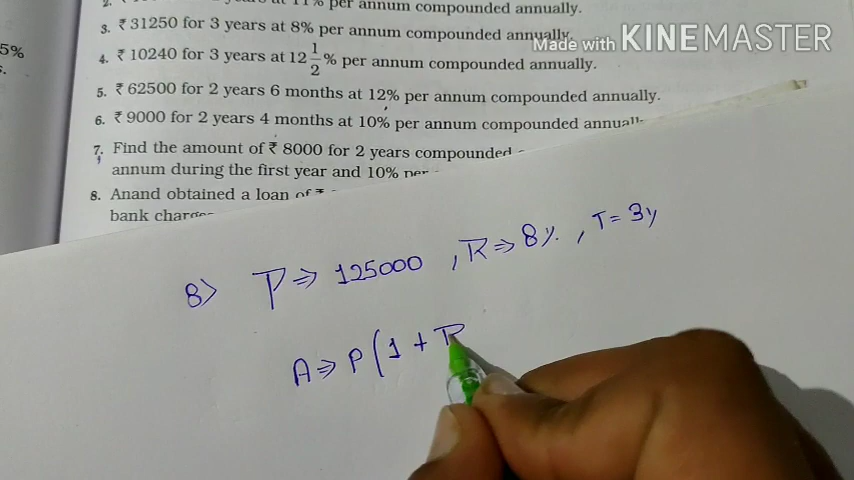 2. 11% per annum compounded annually.
5%
3. ₹ 31250 for 3 years at 8% per annum compounded annually.
Made with KINEMASTER
4. ₹ 10240 for 3 years at 12 1/2 % per annum compounded annually.
5. ₹ 62500 for 2 years 6 months at 12% per annum compounded annually.
6. ₹ 9000 for 2 years 4 months at 10% per annum compounded
7. Find the amount of ₹ 8000 for 2 years compounded
annum during the first year and 10%
8. Anand obtained a loan of ₹
bank
8> P ⇒ 125000 , R ⇒ 8% , T = 3y
A ⇒ P(1 + R